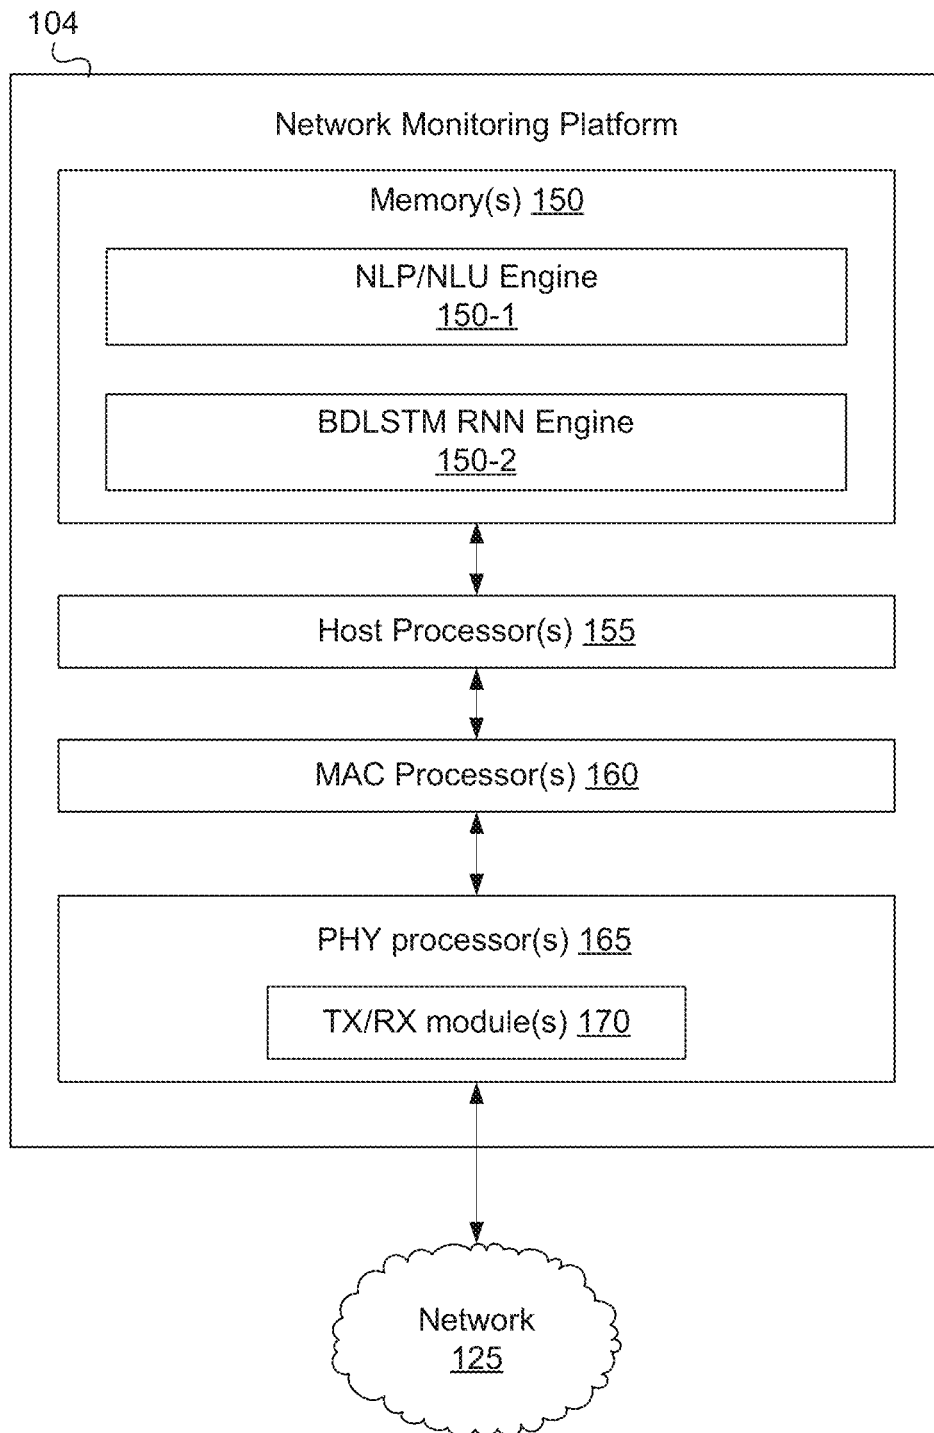 104
Network Monitoring Platform
Memory(s) 150
NLP/NLU Engine
150-1
BDLSTM RNN Engine
150-2
Host Processor(s) 155
MAC Processor(s) 160
PHY processor(s) 165
TX/RX module(s) 170
Network
125